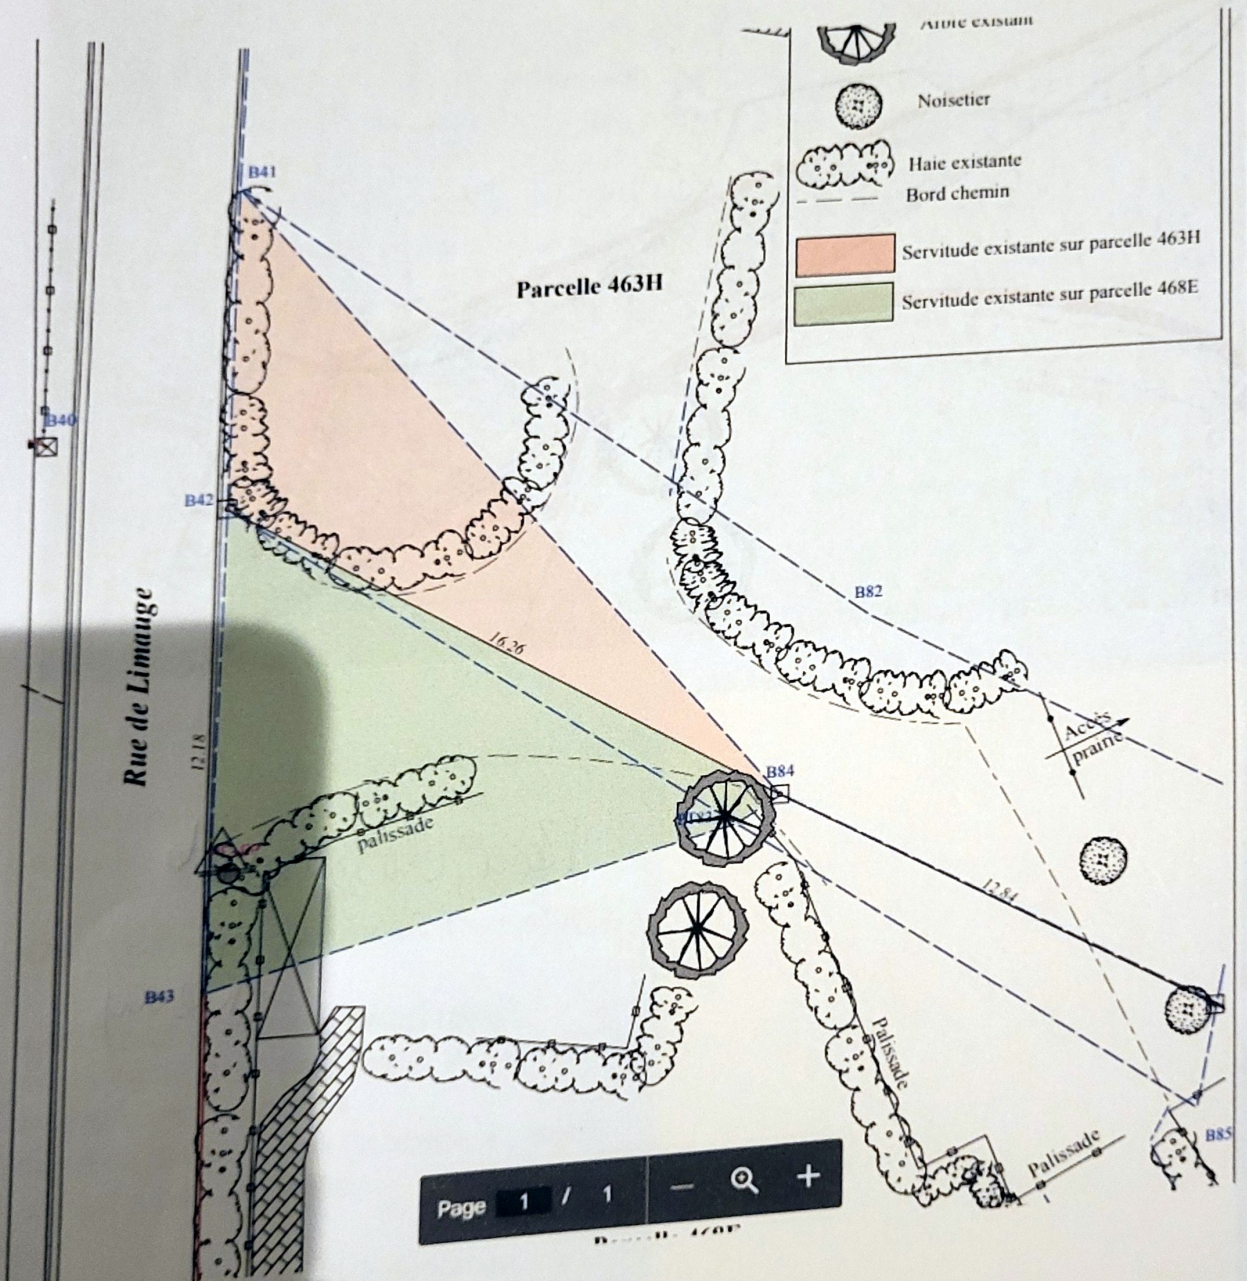 Arbre existant
Noisetier
Haie existante
Bord chemin
Servitude existante sur parcelle 463H
Servitude existante sur parcelle 468E
B41
Parcelle 463H
B40
B42
B82
Rue de Limauge
16.26
12.18
Accès
prairie
B84
palissade
12.84
B43
Palissade
Palissade
B85
Page 1 / 1